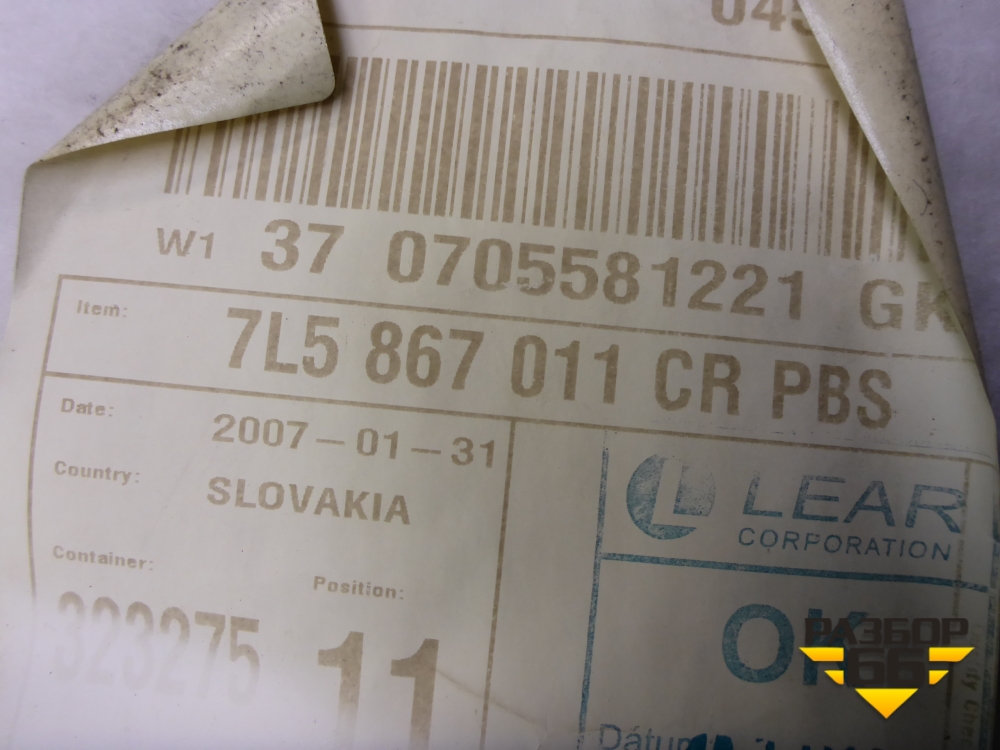 W1 37 0705581221 GK
Item: 7L5 867 011 CR PBS
Date: 2007-01-31
Country: SLOVAKIA
Container: 323275
Position: 11
LEAR
CORPORATION
OK
РАЗБОР
66